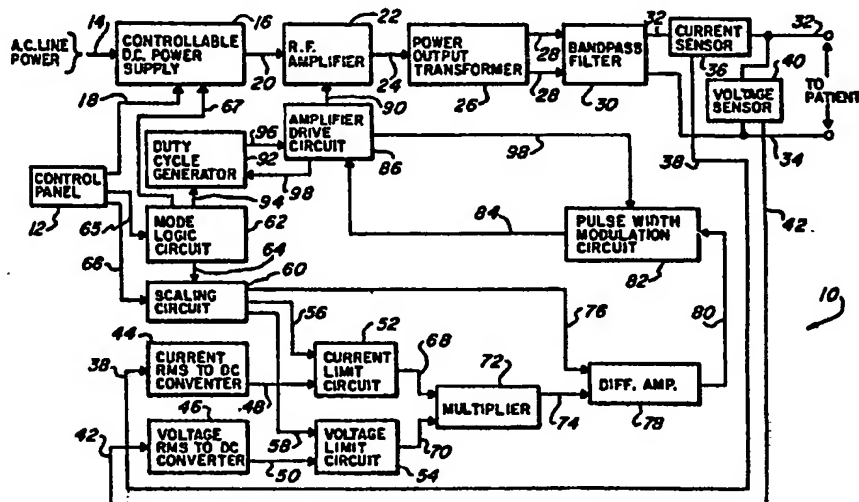 A.C. LINE POWER
14
CONTROLLABLE D.C. POWER SUPPLY
16
18
67
20
R.F. AMPLIFIER
22
24
POWER OUTPUT TRANSFORMER
26
28
28
BANDPASS FILTER
30
32
CURRENT SENSOR
36
32
40
VOLTAGE SENSOR
TO PATIENT
34
38
42
90
AMPLIFIER DRIVE CIRCUIT
86
96
92
DUTY CYCLE GENERATOR
98
94
98
CONTROL PANEL
12
65
66
MODE LOGIC CIRCUIT
62
64
84
PULSE WIDTH MODULATION CIRCUIT
82
60
SCALING CIRCUIT
56
76
80
10
44
CURRENT RMS TO DC CONVERTER
38
48
52
CURRENT LIMIT CIRCUIT
68
72
MULTIPLIER
74
DIFF. AMP.
78
46
VOLTAGE RMS TO DC CONVERTER
42
50
58
VOLTAGE LIMIT CIRCUIT
54
70